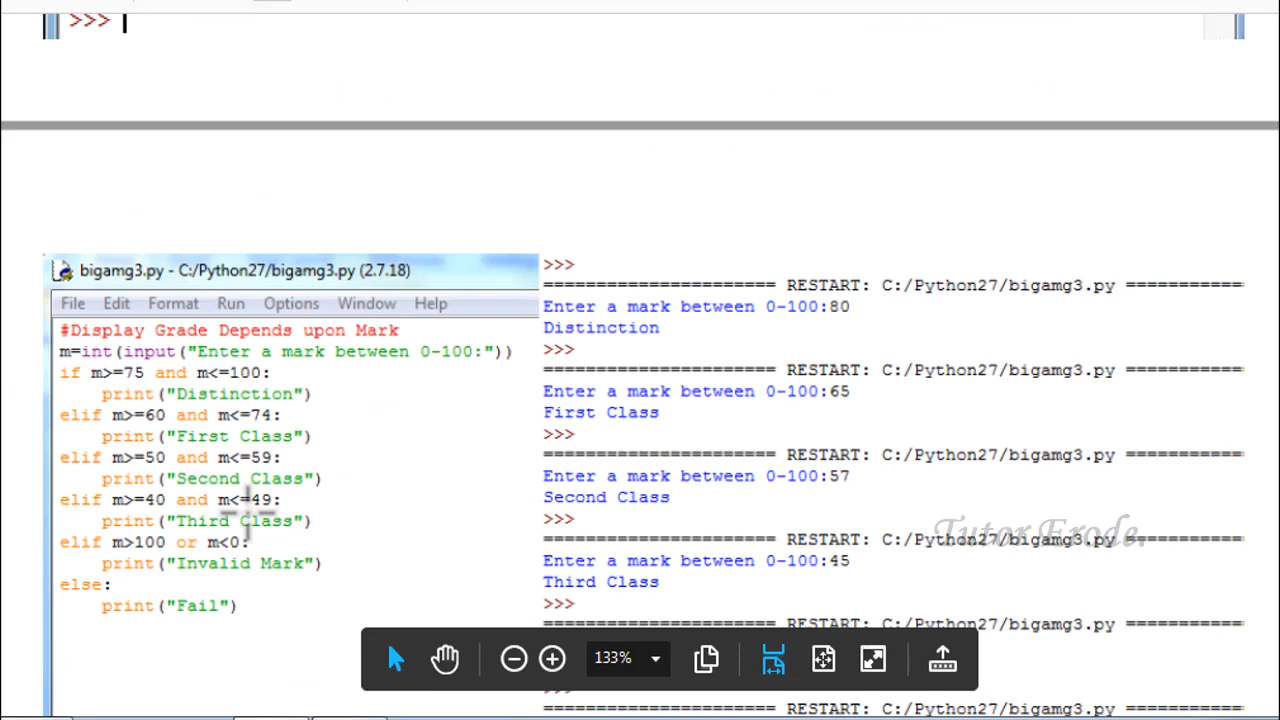 >>>
bigamg3.py - C:/Python27/bigamg3.py (2.7.18)
File Edit Format Run Options Window Help
#Display Grade Depends upon Mark
m=int(input("Enter a mark between 0-100:"))
if m>=75 and m<=100:
    print("Distinction")
elif m>=60 and m<=74:
    print("First Class")
elif m>=50 and m<=59:
    print("Second Class")
elif m>=40 and m<=49:
    print("Third Class")
elif m>100 or m<0:
    print("Invalid Mark")
else:
    print("Fail")
>>>
====================== RESTART: C:/Python27/bigamg3.py ===========
Enter a mark between 0-100:80
Distinction
>>>
====================== RESTART: C:/Python27/bigamg3.py ===========
Enter a mark between 0-100:65
First Class
>>>
====================== RESTART: C:/Python27/bigamg3.py ===========
Enter a mark between 0-100:57
Second Class
>>>
====================== RESTART: C:/Python27/bigamg3.py ===========
Enter a mark between 0-100:45
Third Class
>>>
====================== RESTART: C:/Python27/bigamg3.py ===========
>>>
RESTART: C:/Python27/bigamg3.py ===========
Tutor Erode.
133%